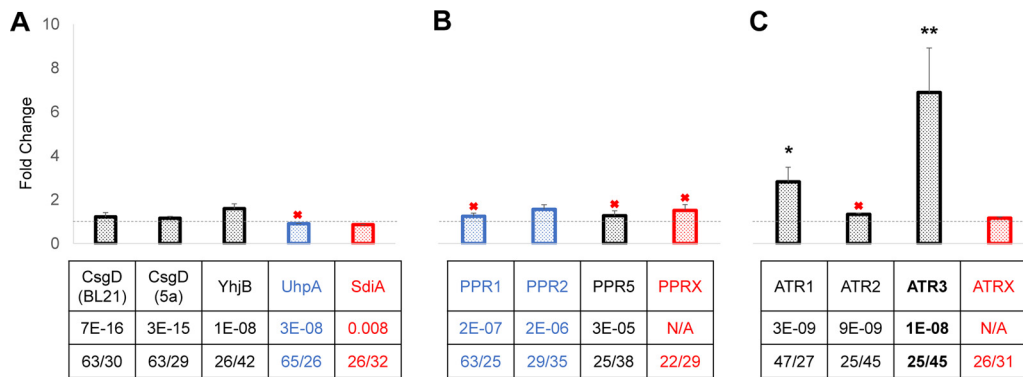 A
B
C
Fold Change
10
8
6
4
2
0
✖
✖
✖
✖
✖
*
**
CsgD (BL21) CsgD (5a) YhjB UhpA SdiA
7E-16 3E-15 1E-08 3E-08 0.008
63/30 63/29 26/42 65/26 26/32
PPR1 PPR2 PPR5 PPRX
2E-07 2E-06 3E-05 N/A
63/25 29/35 25/38 22/29
ATR1 ATR2 ATR3 ATRX
3E-09 9E-09 1E-08 N/A
47/27 25/45 25/45 26/31